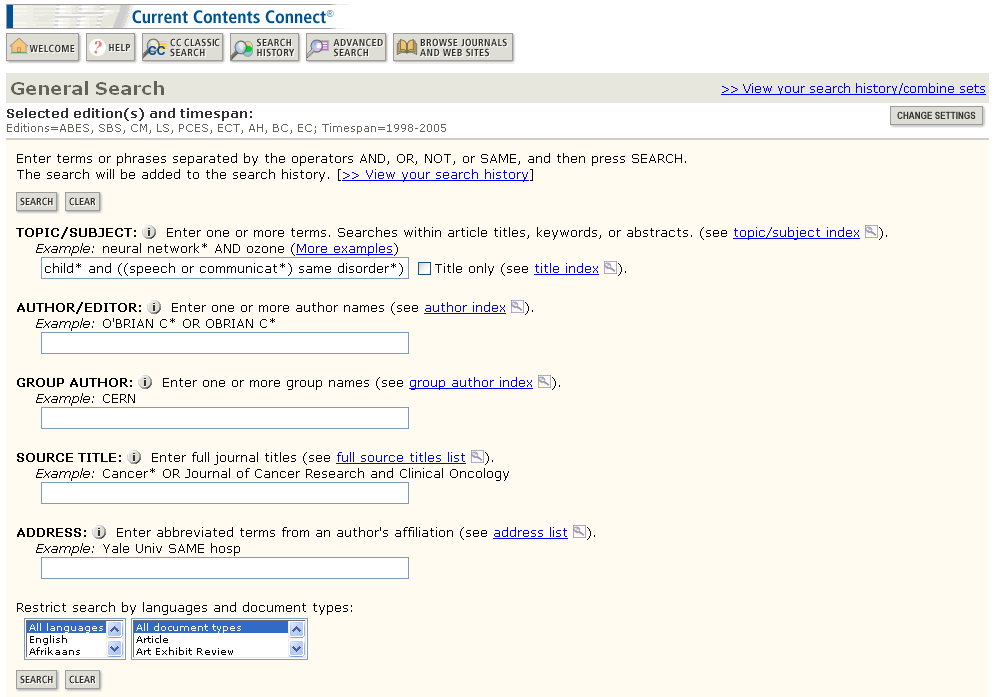 Current Contents Connect®
WELCOME
? HELP
CC CC CLASSIC SEARCH
SEARCH HISTORY
ADVANCED SEARCH
BROWSE JOURNALS AND WEB SITES
General Search
>> View your search history/combine sets
Selected edition(s) and timespan:
Editions=ABES, SBS, CM, LS, PCES, ECT, AH, BC, EC; Timespan=1998-2005
CHANGE SETTINGS
Enter terms or phrases separated by the operators AND, OR, NOT, or SAME, and then press SEARCH.
The search will be added to the search history. [>> View your search history]
SEARCH CLEAR
TOPIC/SUBJECT: i Enter one or more terms. Searches within article titles, keywords, or abstracts. (see topic/subject index ).
Example: neural network* AND ozone (More examples)
child* and ((speech or communicat*) same disorder*) Title only (see title index ).
AUTHOR/EDITOR: i Enter one or more author names (see author index ).
Example: O'BRIAN C* OR OBRIAN C*
GROUP AUTHOR: i Enter one or more group names (see group author index ).
Example: CERN
SOURCE TITLE: i Enter full journal titles (see full source titles list ).
Example: Cancer* OR Journal of Cancer Research and Clinical Oncology
ADDRESS: i Enter abbreviated terms from an author's affiliation (see address list ).
Example: Yale Univ SAME hosp
Restrict search by languages and document types:
All languages All document types
English Article
Afrikaans Art Exhibit Review
SEARCH CLEAR